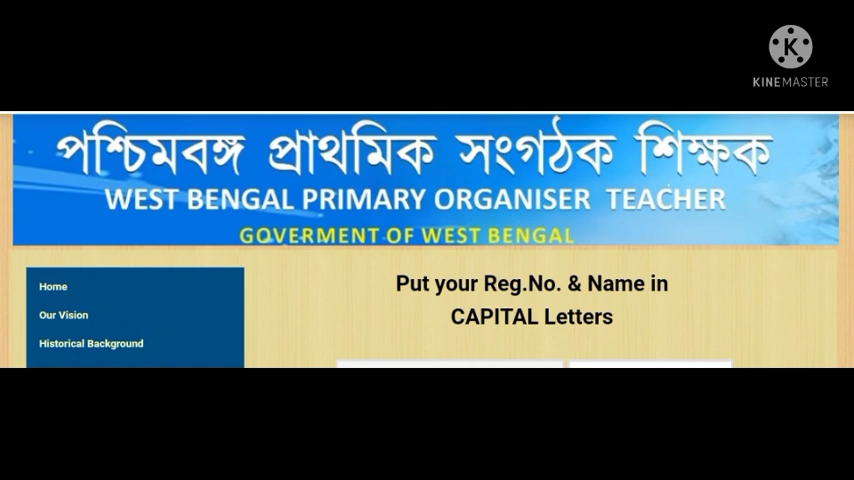 KINEMASTER
পশ্চিমবঙ্গ প্রাথমিক সংগঠক শিক্ষক
WEST BENGAL PRIMARY ORGANISER TEACHER
GOVERMENT OF WEST BENGAL
Home
Our Vision
Historical Background
Put your Reg.No. & Name in
CAPITAL Letters